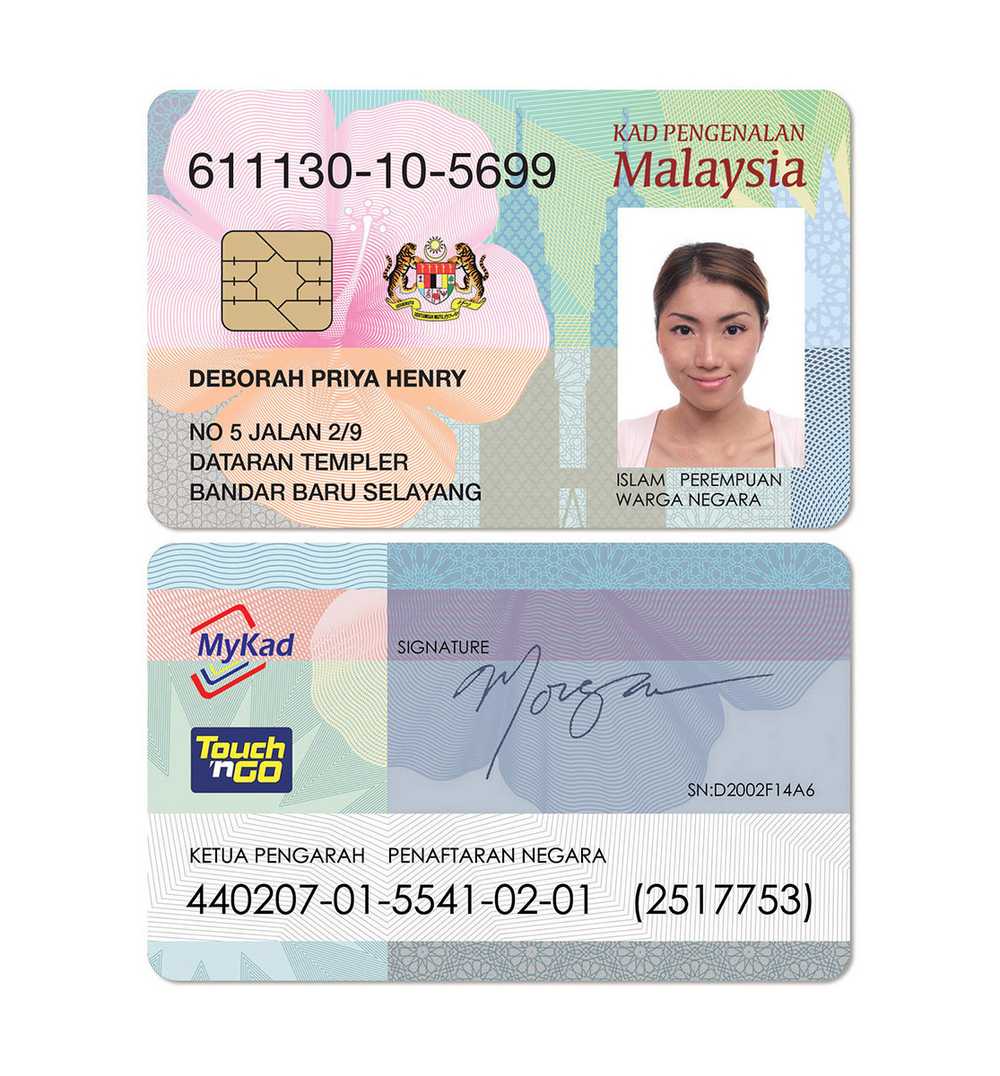 611130-10-5699
KAD PENGENALAN
Malaysia
DEBORAH PRIYA HENRY
NO 5 JALAN 2/9
DATARAN TEMPLER
BANDAR BARU SELAYANG
ISLAM PEREMPUAN
WARGA NEGARA
MyKad
SIGNATURE
Morgan
Touch
'n GO
SN:D2002F14A6
KETUA PENGARAH PENAFTARAN NEGARA
440207-01-5541-02-01 (2517753)